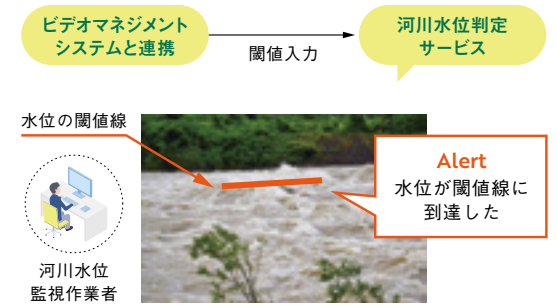 ビデオマネジメント
システムと連携
閾値入力
河川水位判定
サービス
水位の閾値線
Alert
水位が閾値線に
到達した
河川水位
監視作業者